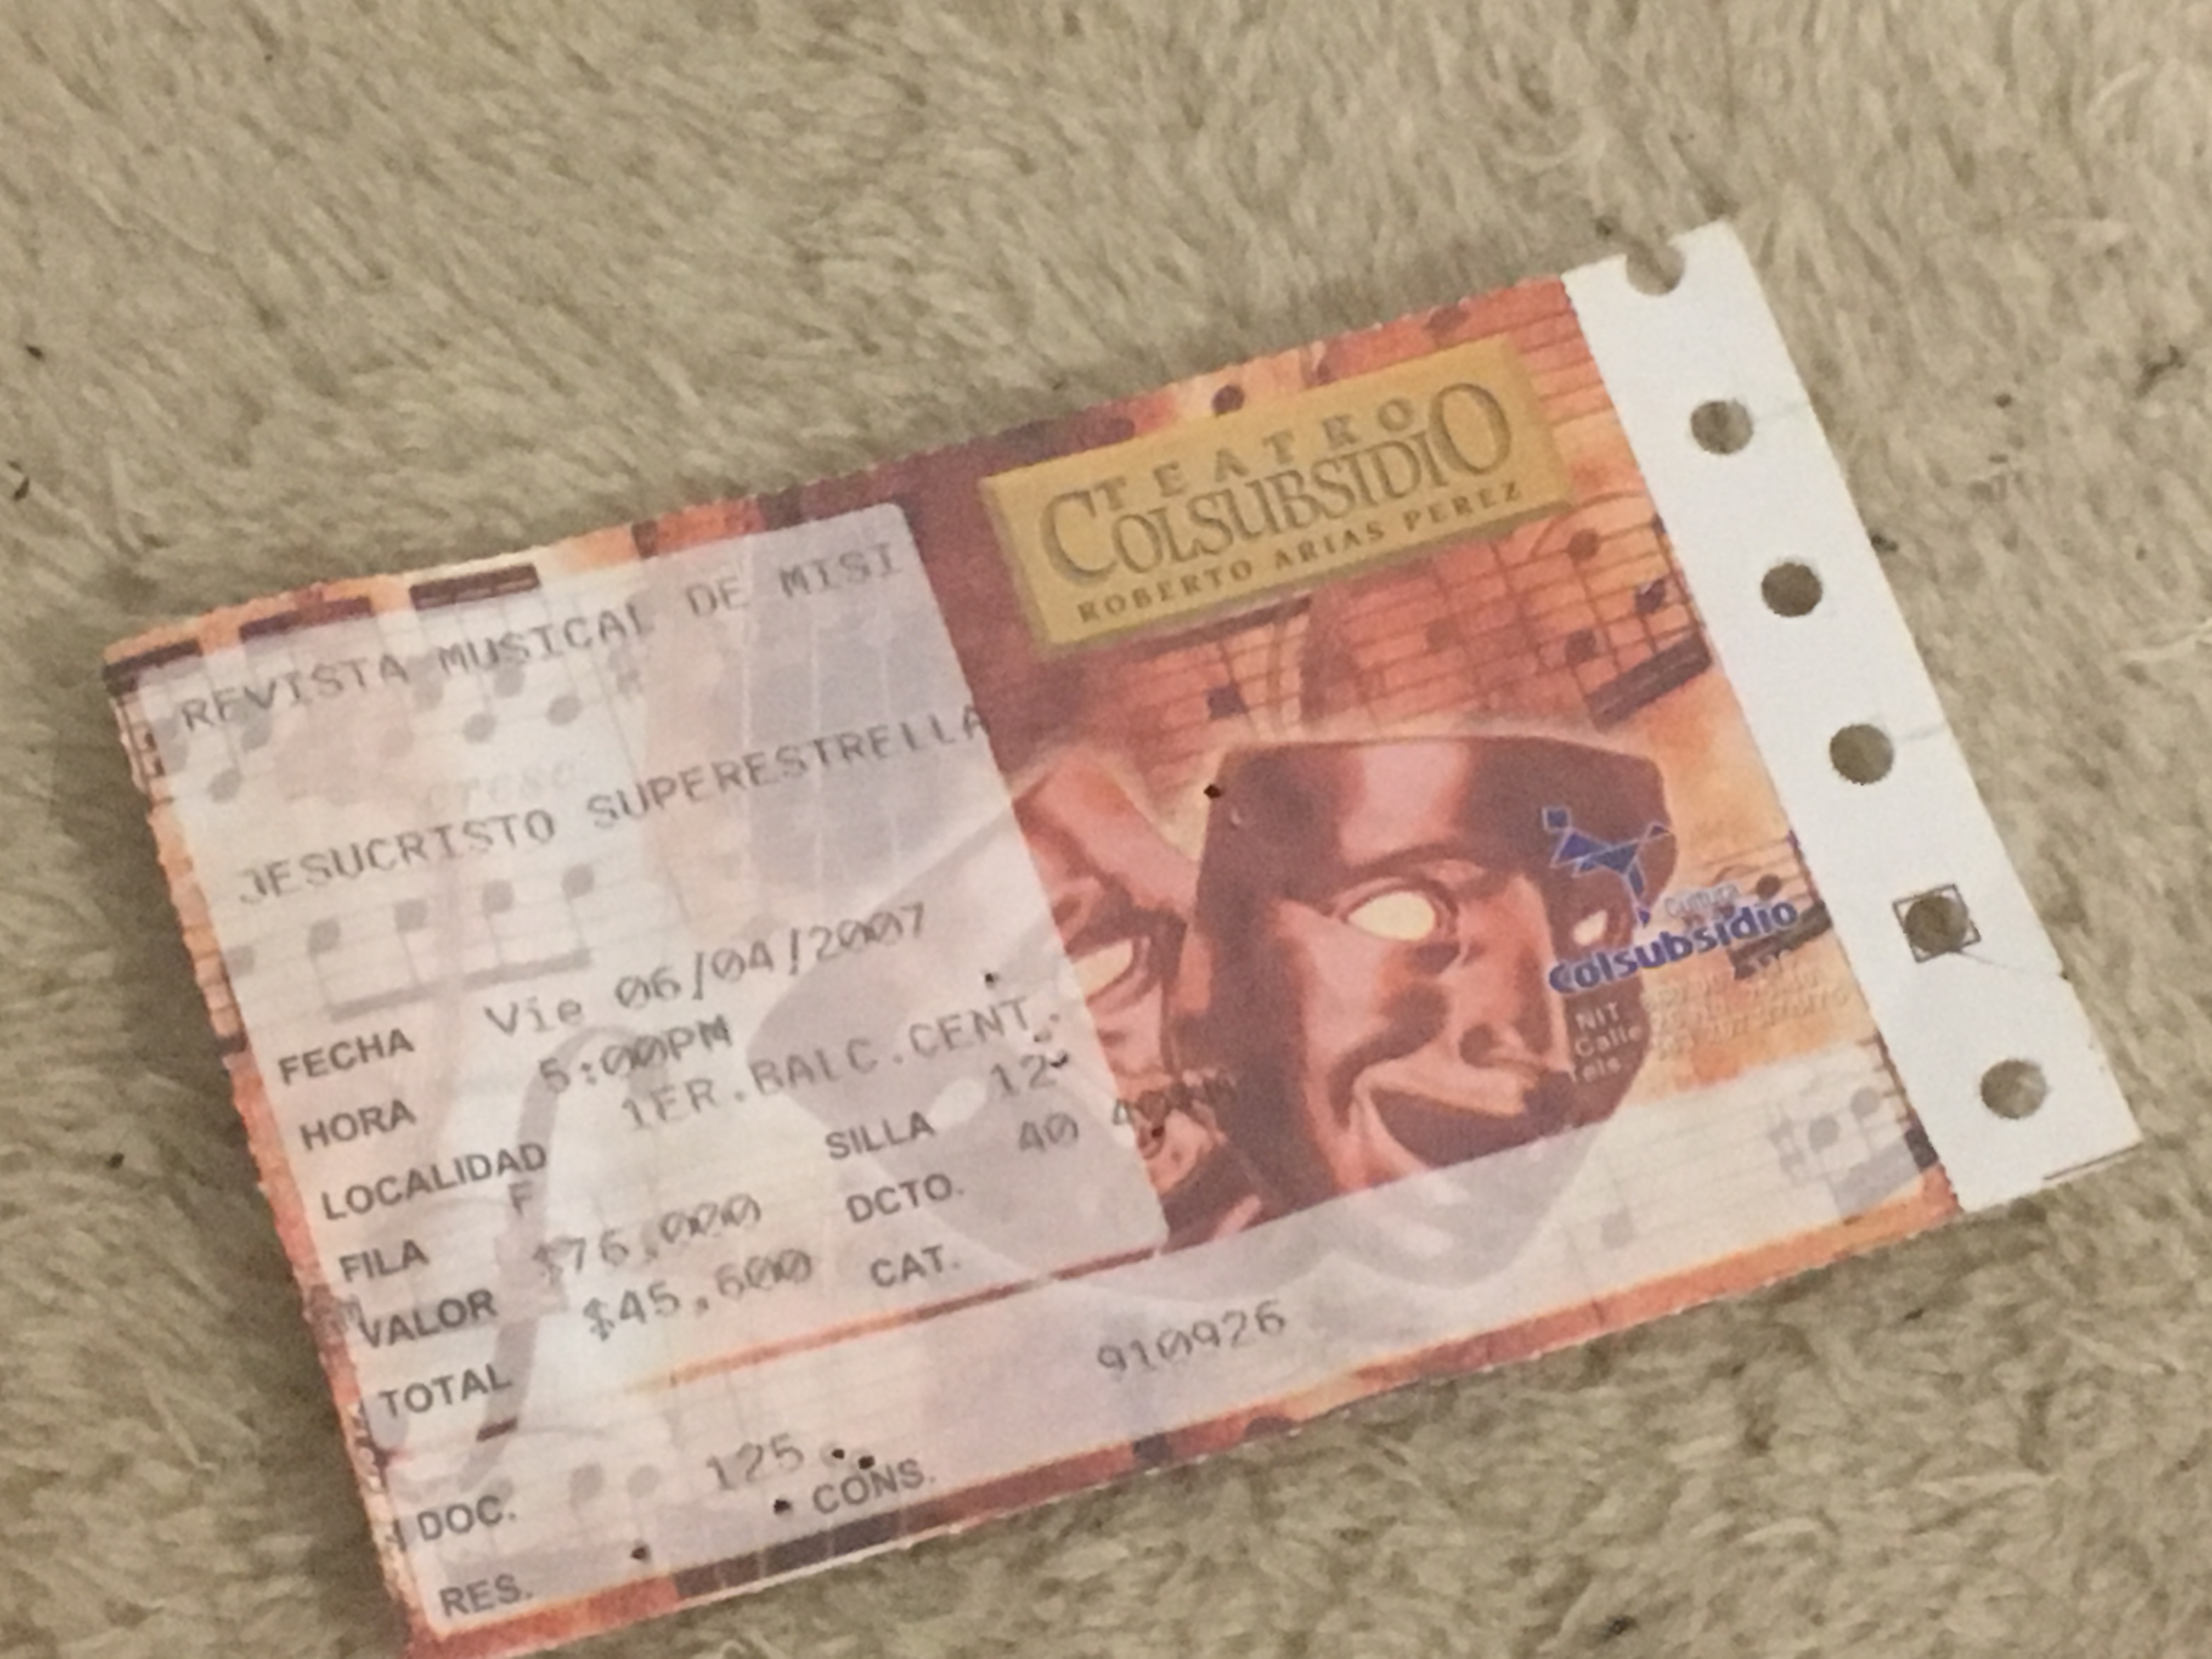 REVISTA MUSICAL DE MISI
JESUCRISTO SUPERESTRELLA
FECHA Vie 06/04/2007
HORA 5:00PM
LOCALIDAD 1ER.BALC.CENT.
FILA F SILLA 12
VALOR $76,000 DCTO. 40
TOTAL $45,600 CAT.
910926
DOC. 125
RES. CONS.
TEATRO
COLSUBSIDIO
ROBERTO ARIAS PEREZ
colsubsidio
NIT
Calle
Tels